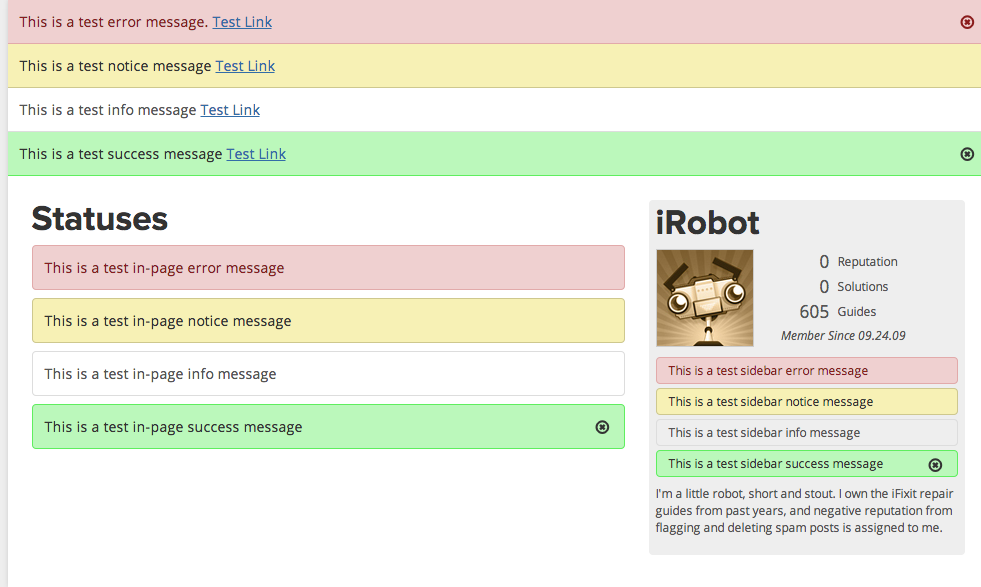 This is a test error message. Test Link
This is a test notice message Test Link
This is a test info message Test Link
This is a test success message Test Link
Statuses
This is a test in-page error message
This is a test in-page notice message
This is a test in-page info message
This is a test in-page success message
iRobot
0 Reputation
0 Solutions
605 Guides
Member Since 09.24.09
This is a test sidebar error message
This is a test sidebar notice message
This is a test sidebar info message
This is a test sidebar success message
I'm a little robot, short and stout. I own the iFixit repair
guides from past years, and negative reputation from
flagging and deleting spam posts is assigned to me.